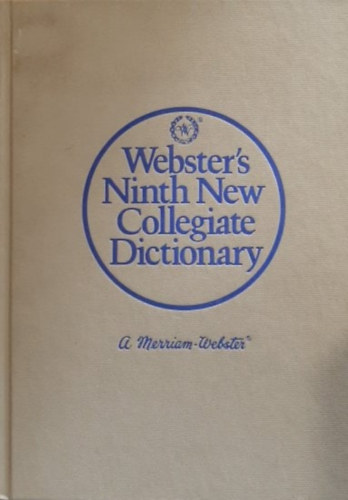 Webster's
Ninth New
Collegiate
Dictionary
A Merriam-Webster®